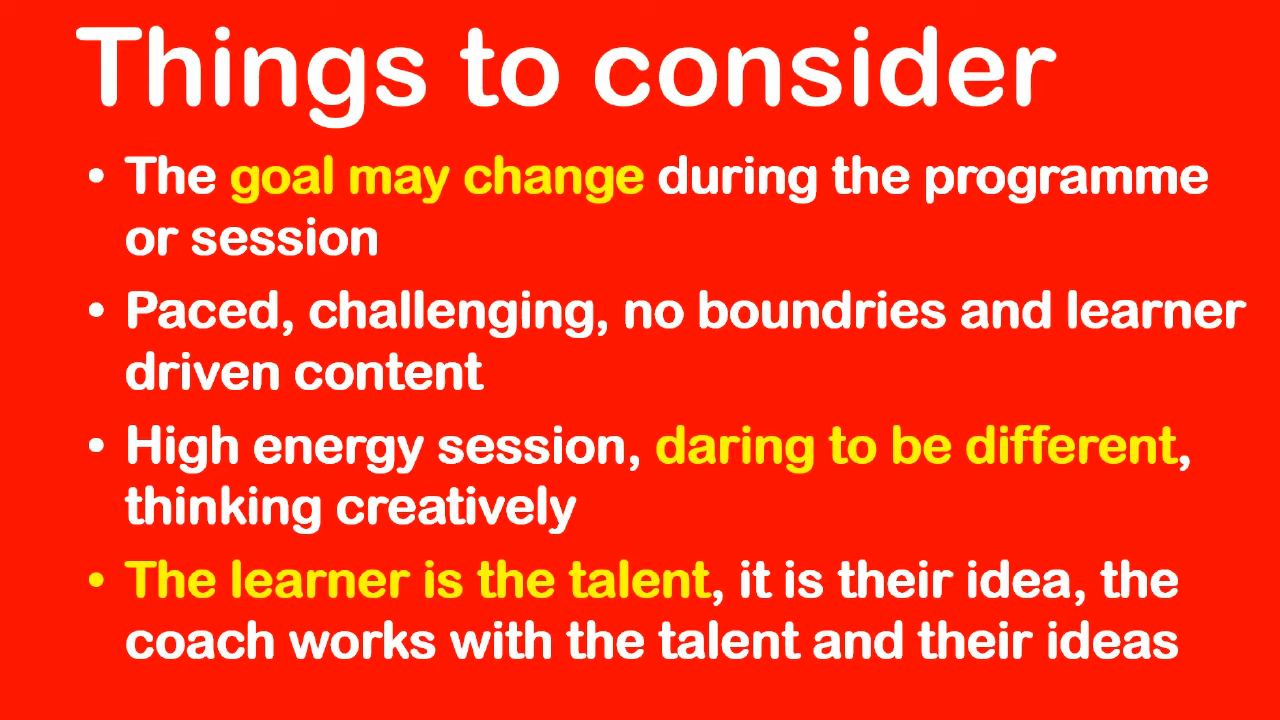 Things to consider
• The goal may change during the programme
or session
• Paced, challenging, no boundries and learner
driven content
• High energy session, daring to be different,
thinking creatively
• The learner is the talent, it is their idea, the
coach works with the talent and their ideas